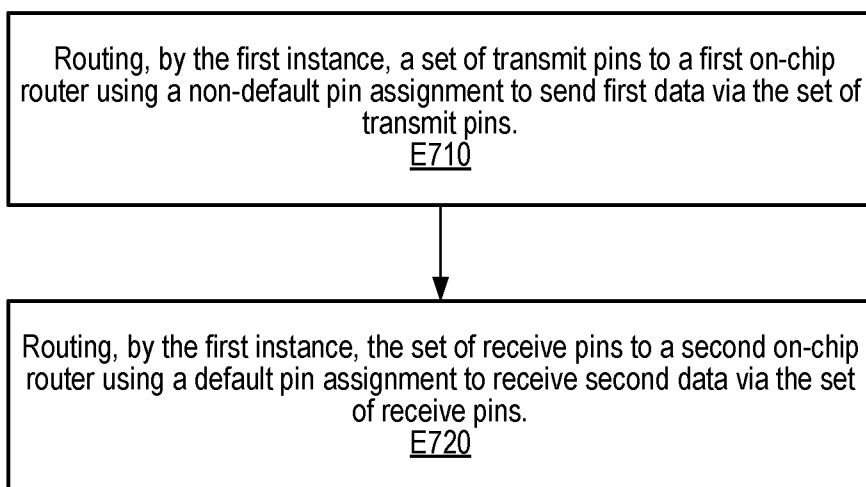 Routing, by the first instance, a set of transmit pins to a first on-chip
router using a non-default pin assignment to send first data via the set of
transmit pins.
E710
Routing, by the first instance, the set of receive pins to a second on-chip
router using a default pin assignment to receive second data via the set
of receive pins.
E720